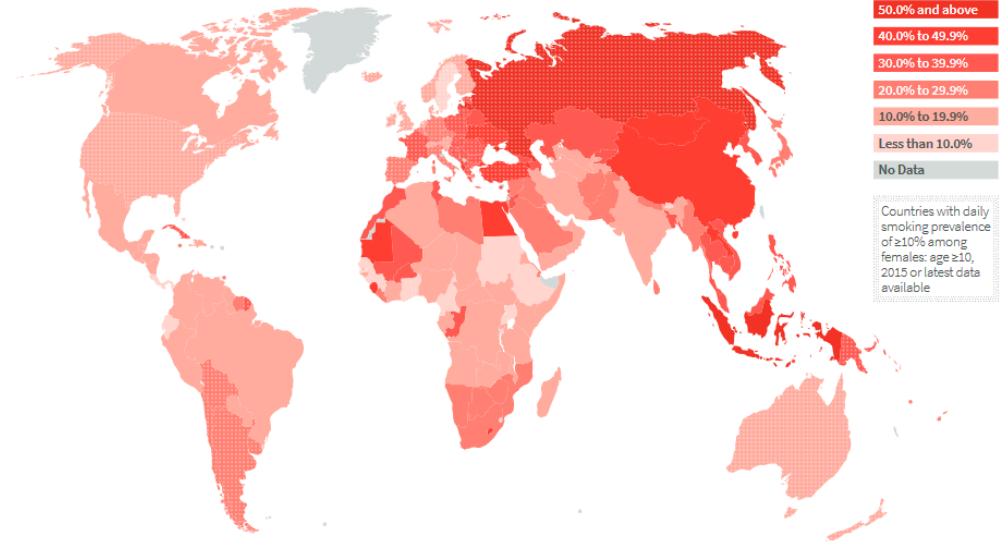 50.0% and above
40.0% to 49.9%
30.0% to 39.9%
20.0% to 29.9%
10.0% to 19.9%
Less than 10.0%
No Data
Countries with daily
smoking prevalence
of ≥10% among
females: age ≥10,
2015 or latest data
available